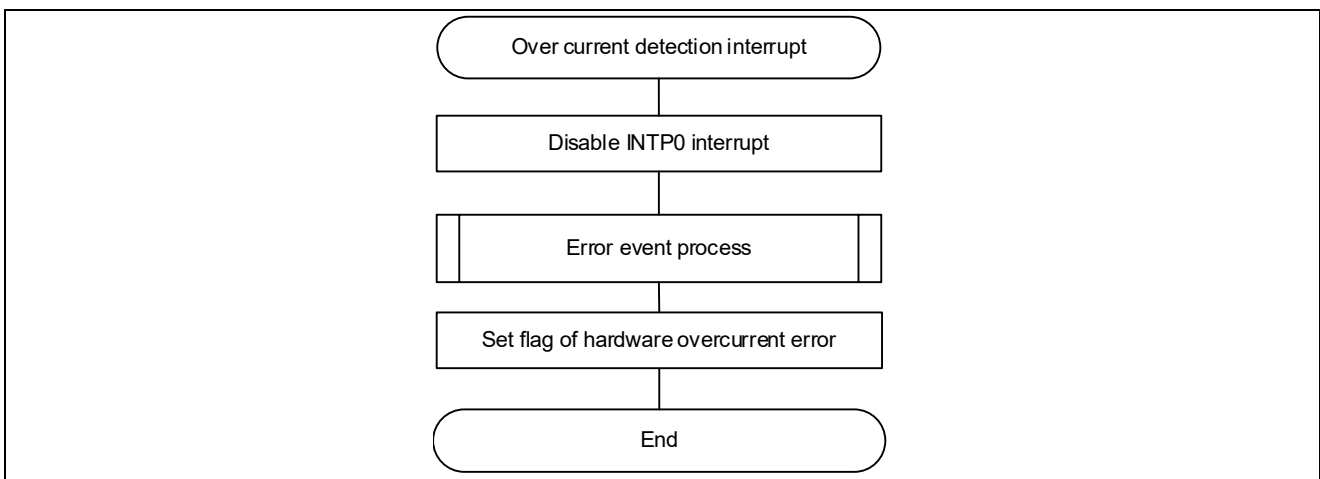 Over current detection interrupt
Disable INTP0 interrupt
Error event process
Set flag of hardware overcurrent error
End